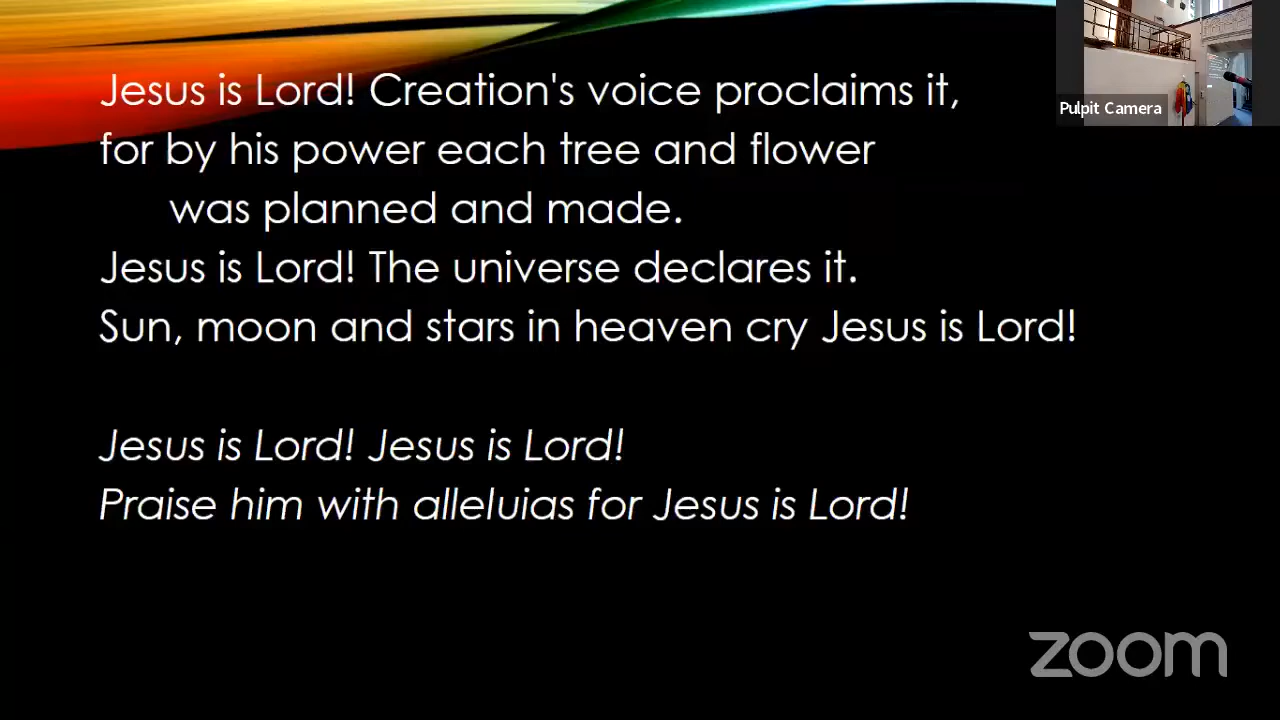 Jesus is Lord! Creation's voice proclaims it,
for by his power each tree and flower
was planned and made.
Jesus is Lord! The universe declares it.
Sun, moon and stars in heaven cry Jesus is Lord!
Jesus is Lord! Jesus is Lord!
Praise him with alleluias for Jesus is Lord!
Pulpit Camera
zoom